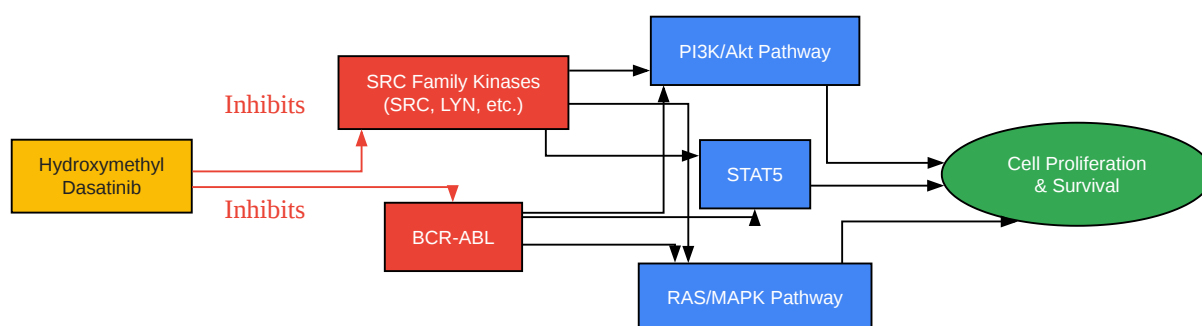 PI3K/Akt Pathway
SRC Family Kinases
(SRC, LYN, etc.)
Inhibits
Hydroxymethyl
Dasatinib
Inhibits
BCR-ABL
STAT5
Cell Proliferation
& Survival
RAS/MAPK Pathway